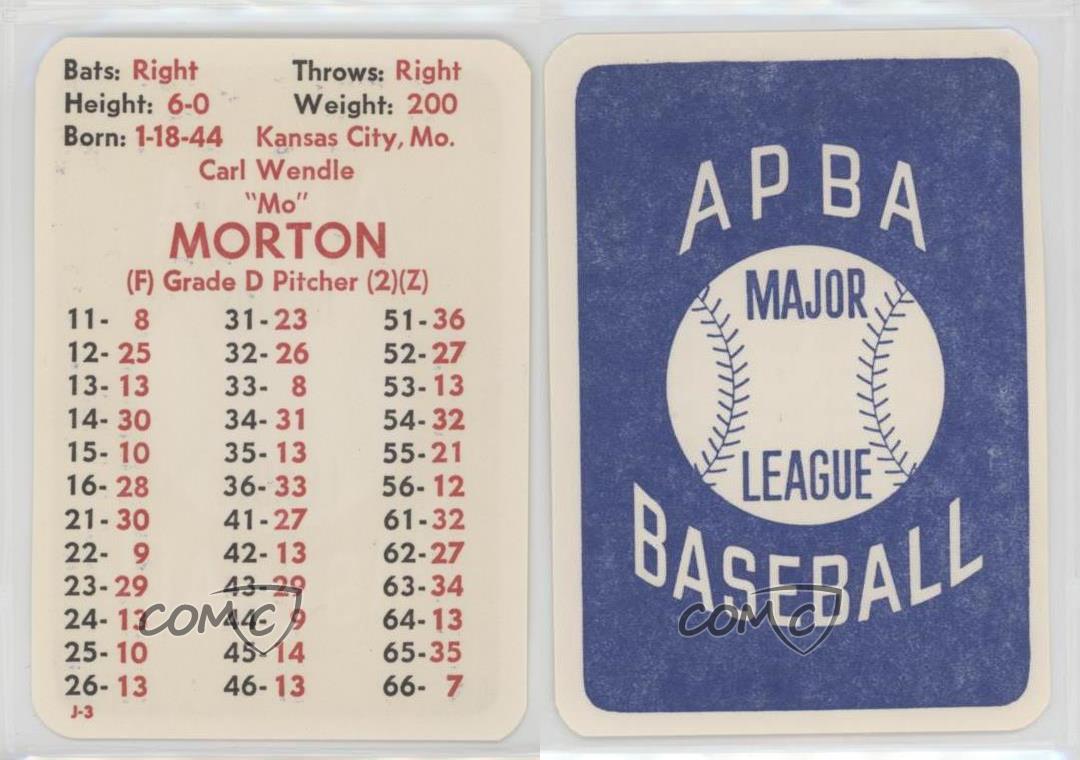 Bats: Right Throws: Right
Height: 6-0 Weight: 200
Born: 1-18-44 Kansas City, Mo.
Carl Wendle
"Mo"
MORTON
(F) Grade D Pitcher (2)(Z)
11- 8 31-23 51-36
12-25 32-26 52-27
13-13 33- 8 53-13
14-30 34-31 54-32
15-10 35-13 55-21
16-28 36-33 56-12
21-30 41-27 61-32
22- 9 42-13 62-27
23-29 43-29 63-34
24-13 44- 9 64-13
25-10 45-14 65-35
26-13 46-13 66- 7
J-3
COMC
APBA
MAJOR
LEAGUE
BASEBALL
COMC